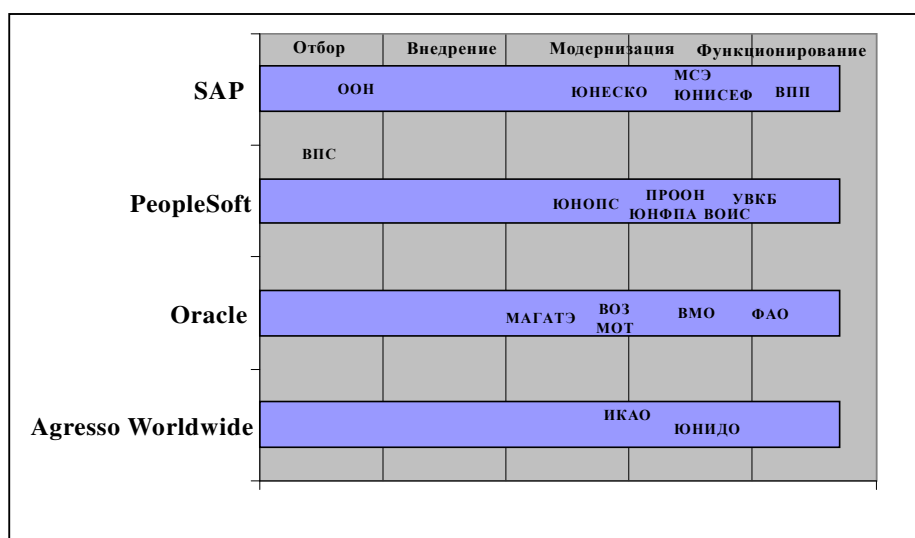 Отбор Внедрение Модернизация Функционирование
SAP
ООН
МСЭ
ЮНЕСКО
ЮНИСЕФ
ВПП
ВПС
PeopleSoft
ЮНОПС
ПРООН
УВКБ
ЮНФПА ВОИС
Oracle
МАГАТЭ
ВОЗ
МОТ
ВМО
ФАО
Agresso Worldwide
ИКАО
ЮНИДО